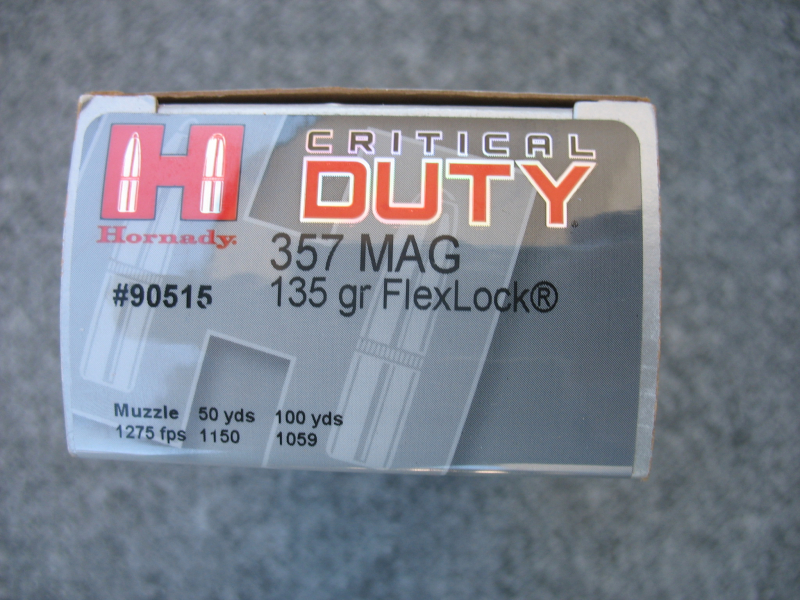 H
Hornady.
CRITICAL
DUTY
357 MAG
#90515
135 gr FlexLock®
Muzzle 50 yds 100 yds
1275 fps 1150 1059